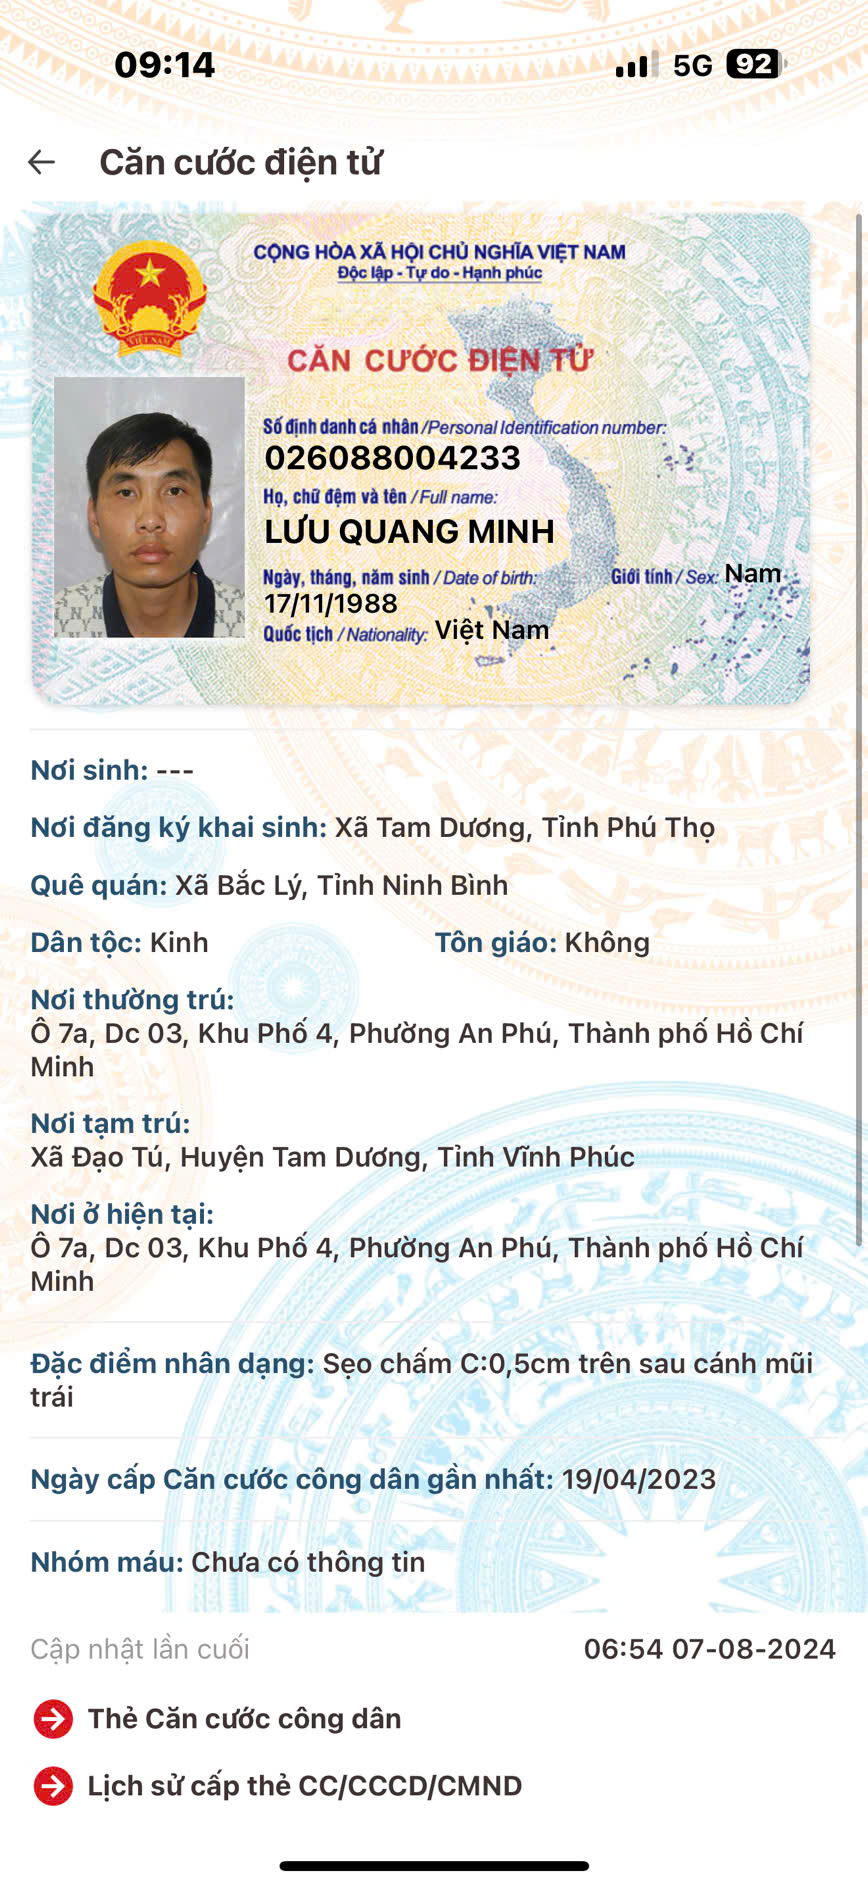 09:14
5G 92
Căn cước điện tử
CỘNG HÒA XÃ HỘI CHỦ NGHĨA VIỆT NAM
Độc lập - Tự do - Hạnh phúc
VIỆT NAM
CĂN CƯỚC ĐIỆN TỬ
Số định danh cá nhân /Personal Identification number:
026088004233
Họ, chữ đệm và tên /Full name:
LƯU QUANG MINH
Ngày, tháng, năm sinh / Date of birth: Giới tính / Sex: Nam
17/11/1988
Quốc tịch / Nationality: Việt Nam
Nơi sinh: ---
Nơi đăng ký khai sinh: Xã Tam Dương, Tỉnh Phú Thọ
Quê quán: Xã Bắc Lý, Tỉnh Ninh Bình
Dân tộc: Kinh Tôn giáo: Không
Nơi thường trú:
Ô 7a, Dc 03, Khu Phố 4, Phường An Phú, Thành phố Hồ Chí
Minh
Nơi tạm trú:
Xã Đạo Tú, Huyện Tam Dương, Tỉnh Vĩnh Phúc
Nơi ở hiện tại:
Ô 7a, Dc 03, Khu Phố 4, Phường An Phú, Thành phố Hồ Chí
Minh
Đặc điểm nhân dạng: Sẹo chấm C:0,5cm trên sau cánh mũi
trái
Ngày cấp Căn cước công dân gần nhất: 19/04/2023
Nhóm máu: Chưa có thông tin
Cập nhật lần cuối 06:54 07-08-2024
Thẻ Căn cước công dân
Lịch sử cấp thẻ CC/CCCD/CMND